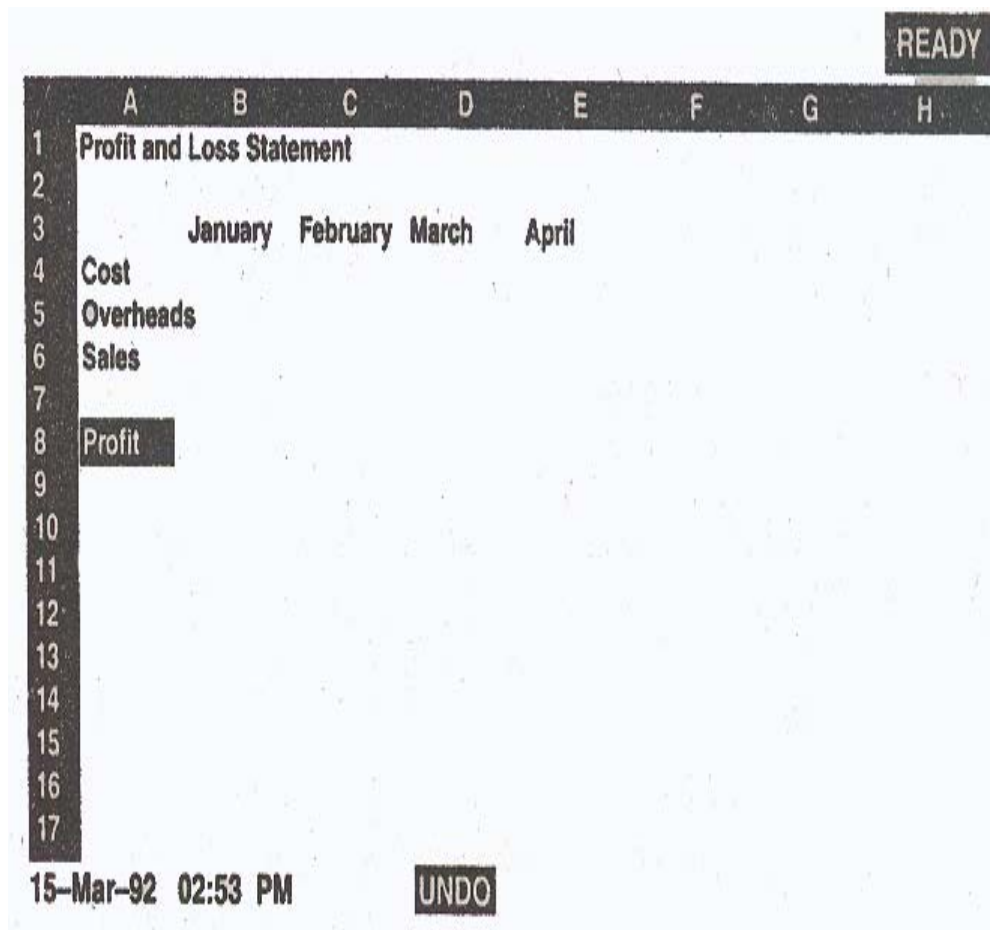 READY
A B C D E F G H
1 Profit and Loss Statement
2
3 January February March April
4 Cost
5 Overheads
6 Sales
7
8 Profit
9
10
11
12
13
14
15
16
17
15–Mar–92 02:53 PM UNDO